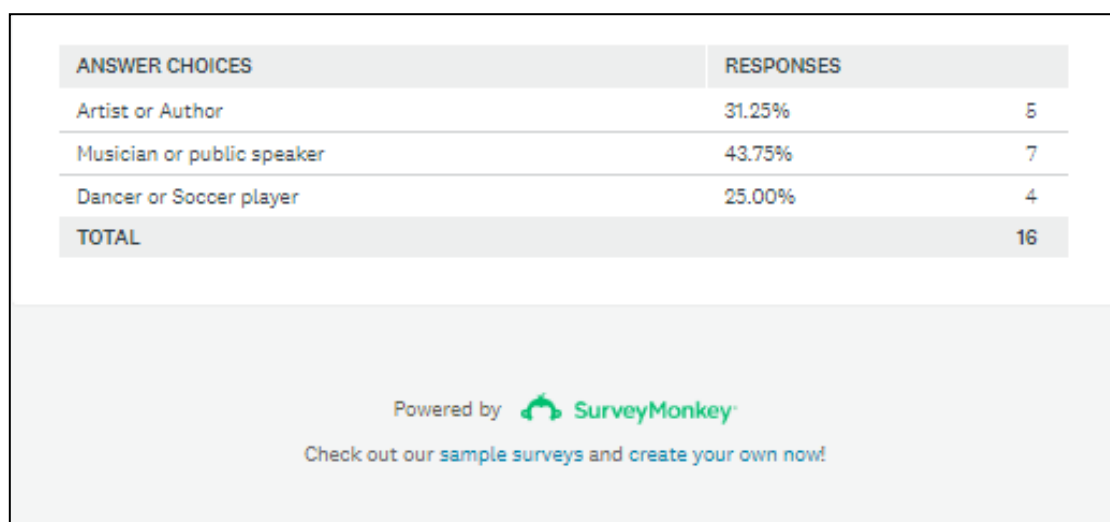 ANSWER CHOICES RESPONSES
Artist or Author 31.25% 5
Musician or public speaker 43.75% 7
Dancer or Soccer player 25.00% 4
TOTAL 16
Powered by SurveyMonkey
Check out our sample surveys and create your own now!